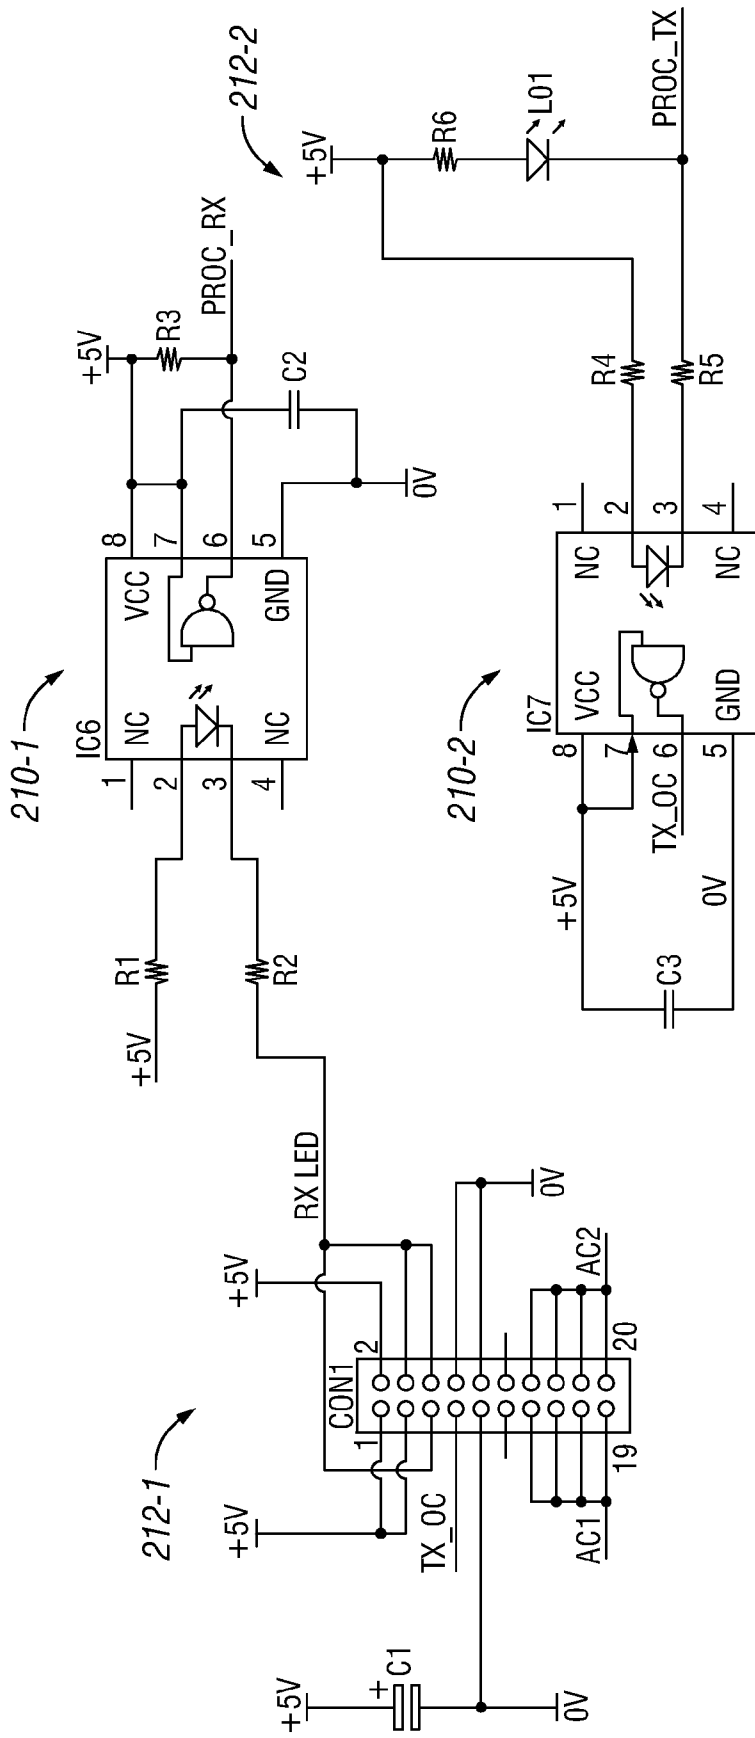 212-1
+5V
C1
+
0V
+5V
TX_OC
AC1
CON1
1
2
19
20
+5V
RX LED
0V
AC2
210-1
+5V
R1
R2
IC6
1
2
3
4
NC
NC
VCC
GND
8
7
6
5
+5V
R3
PROC_RX
C2
0V
212-2
+5V
R6
LO1
PROC_TX
R4
R5
210-2
IC7
+5V
C3
0V
TX_OC
8
7
6
5
VCC
GND
NC
NC
1
2
3
4